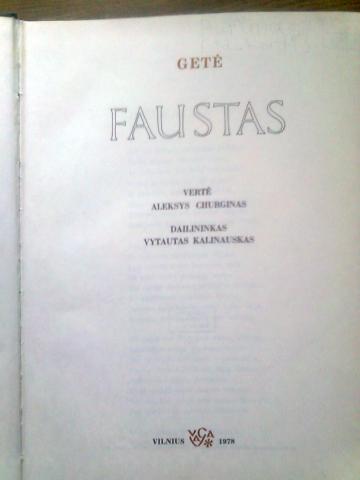 GETĖ
FAUSTAS
VERTĖ
ALEKSYS CHURGINAS
DAILININKAS
VYTAUTAS KALINAUSKAS
VILNIUS 1978